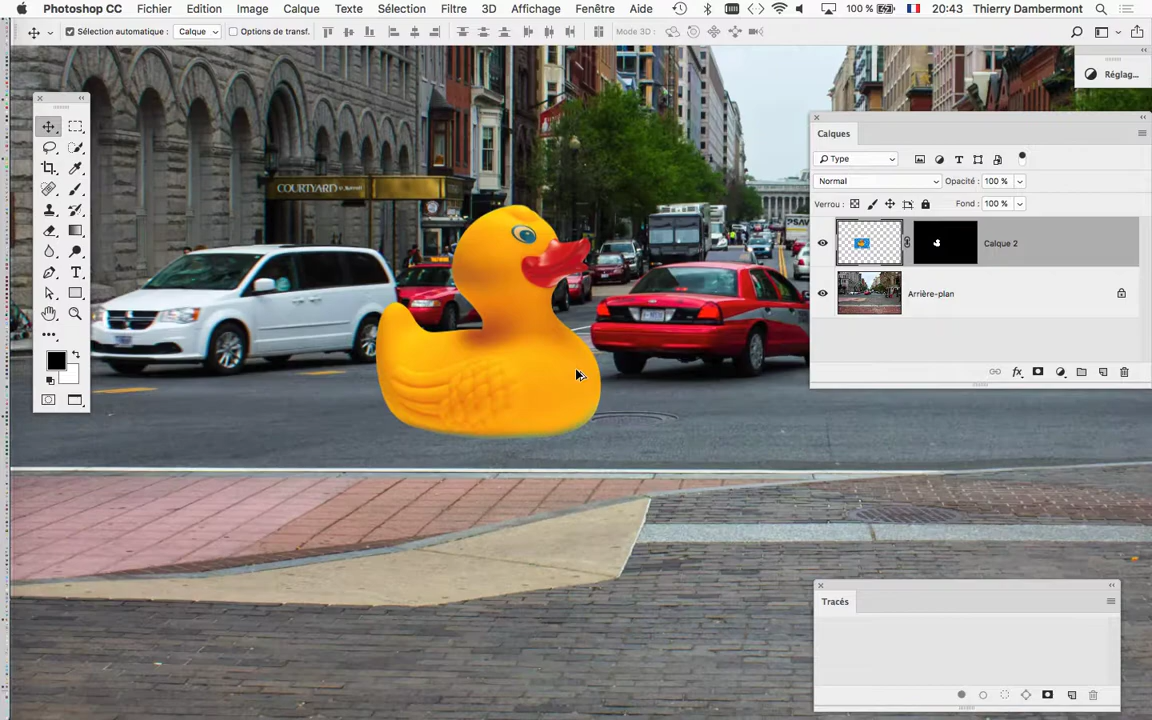 Photoshop CC Fichier Edition Image Calque Texte Sélection Filtre 3D Affichage Fenêtre Aide 100 % 20:43 Thierry Dambermont
Sélection automatique : Calque Options de transf. Mode 3D :
Réglag...
Calques
Type
Normal Opacité : 100 %
Verrou : Fond : 100 %
Calque 2
Arrière-plan
COURTYARD
Tracés